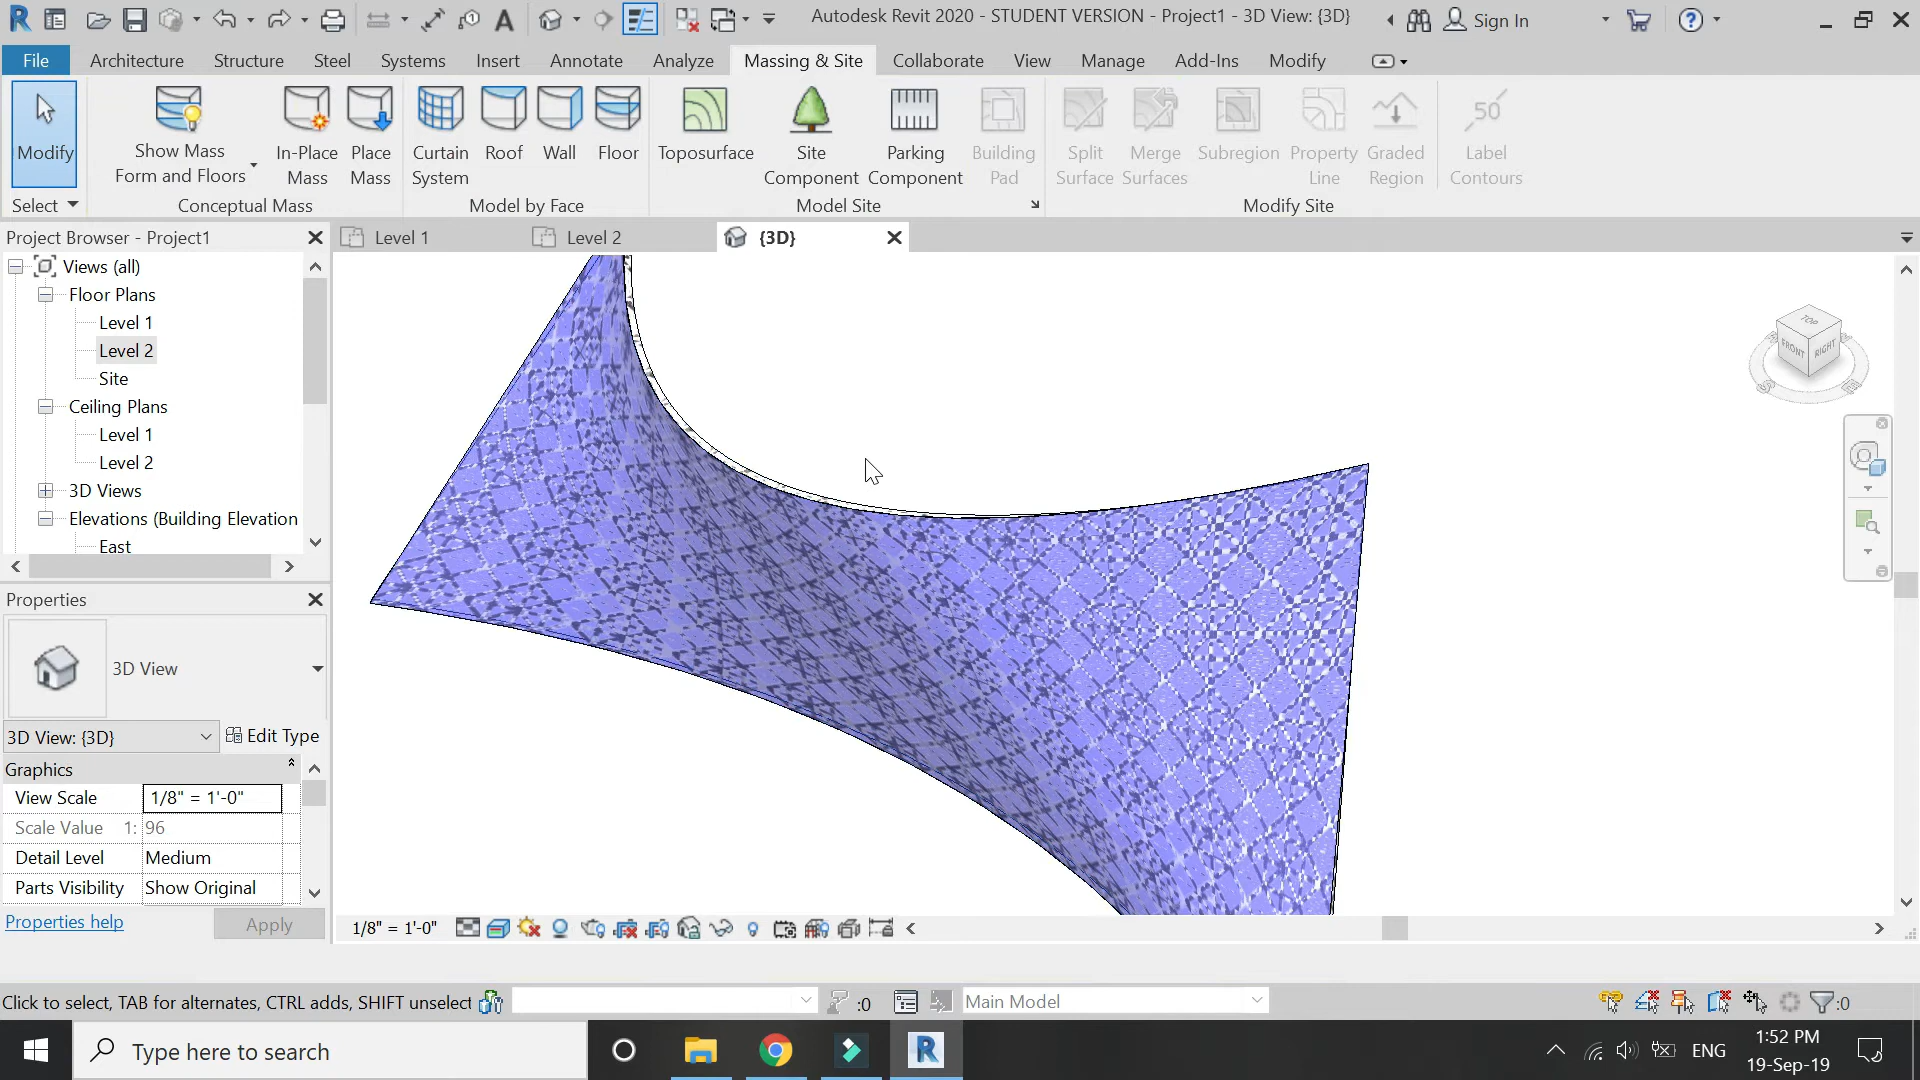 Autodesk Revit 2020 - STUDENT VERSION - Project1 - 3D View: {3D}
Sign In
File Architecture Structure Steel Systems Insert Annotate Analyze Massing & Site Collaborate View Manage Add-Ins Modify
Modify
Show Mass Form and Floors
In-Place Mass
Place Mass
Curtain System
Roof
Wall
Floor
Toposurface
Site Component
Parking Component
Building Pad
Split Surface
Merge Surfaces
Subregion
Property Line
Graded Region
50
Label Contours
Select
Conceptual Mass
Model by Face
Model Site
Modify Site
Project Browser - Project1
Level 1
Level 2
{3D}
Views (all)
Floor Plans
Level 1
Level 2
Site
Ceiling Plans
Level 1
Level 2
3D Views
Elevations (Building Elevation
East
TOP
FRONT
RIGHT
S
E
Properties
3D View
3D View: {3D}
Edit Type
Graphics
View Scale 1/8" = 1'-0"
Scale Value 1: 96
Detail Level Medium
Parts Visibility Show Original
Properties help
Apply
1/8" = 1'-0"
Click to select, TAB for alternates, CTRL adds, SHIFT unselect
:0
Main Model
:0
Type here to search
ENG
1:52 PM
19-Sep-19